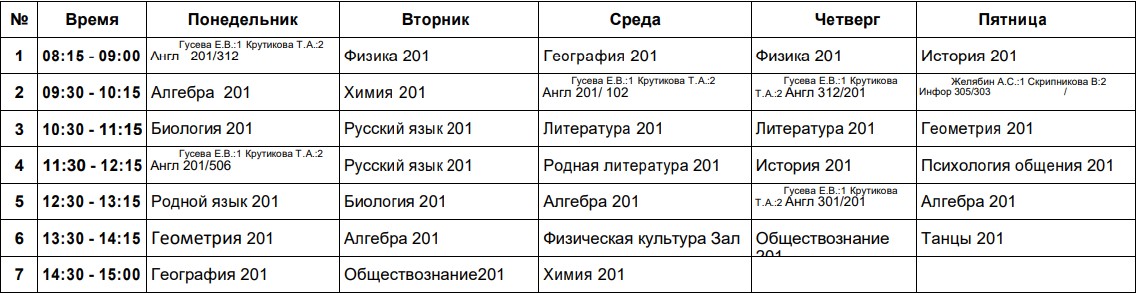 № Время Понедельник Вторник Среда Четверг Пятница
1 08:15 - 09:00 Гусева Е.В.:1 Крутикова Т.А.:2 Англ 201/312 Физика 201 География 201 Физика 201 История 201
2 09:30 - 10:15 Алгебра 201 Химия 201 Гусева Е.В.:1 Крутикова Т.А.:2 Англ 201/ 102 Гусева Е.В.:1 Крутикова Т.А.:2 Англ 312/201 Желябин А.С.:1 Скрипникова В:2 Инфор 305/303 /
3 10:30 - 11:15 Биология 201 Русский язык 201 Литература 201 Литература 201 Геометрия 201
4 11:30 - 12:15 Гусева Е.В.:1 Крутикова Т.А.:2 Англ 201/506 Русский язык 201 Родная литература 201 История 201 Психология общения 201
5 12:30 - 13:15 Родной язык 201 Биология 201 Алгебра 201 Гусева Е.В.:1 Крутикова Т.А.:2 Англ 301/201 Алгебра 201
6 13:30 - 14:15 Геометрия 201 Алгебра 201 Физическая культура Зал Обществознание 201 Танцы 201
7 14:30 - 15:00 География 201 Обществознание201 Химия 201